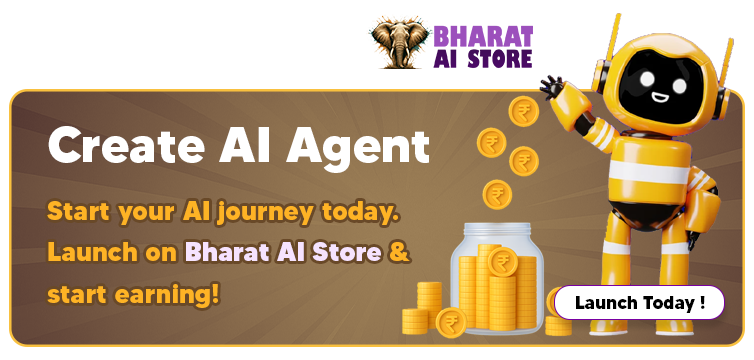 BHARAT
AI STORE
Create AI Agent
Start your AI journey today.
Launch on Bharat AI Store &
start earning!
Launch Today !